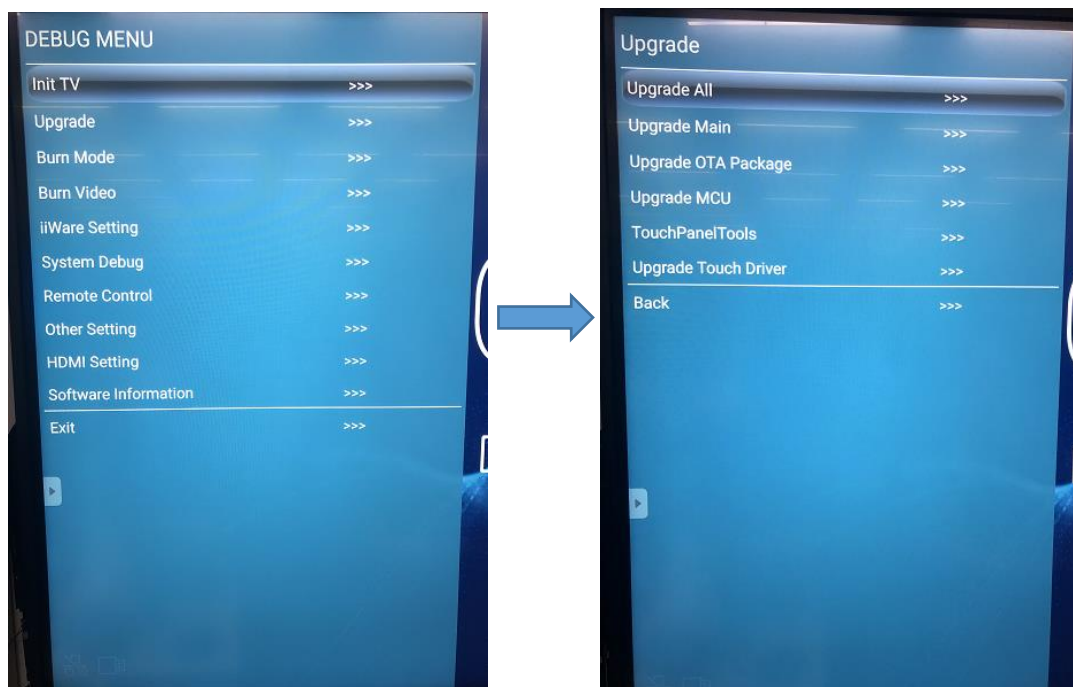 DEBUG MENU
Init TV >>>
Upgrade >>>
Burn Mode >>>
Burn Video >>>
iiWare Setting >>>
System Debug >>>
Remote Control >>>
Other Setting >>>
HDMI Setting >>>
Software Information >>>
Exit >>>
Upgrade
Upgrade All >>>
Upgrade Main >>>
Upgrade OTA Package >>>
Upgrade MCU >>>
TouchPanelTools >>>
Upgrade Touch Driver >>>
Back >>>